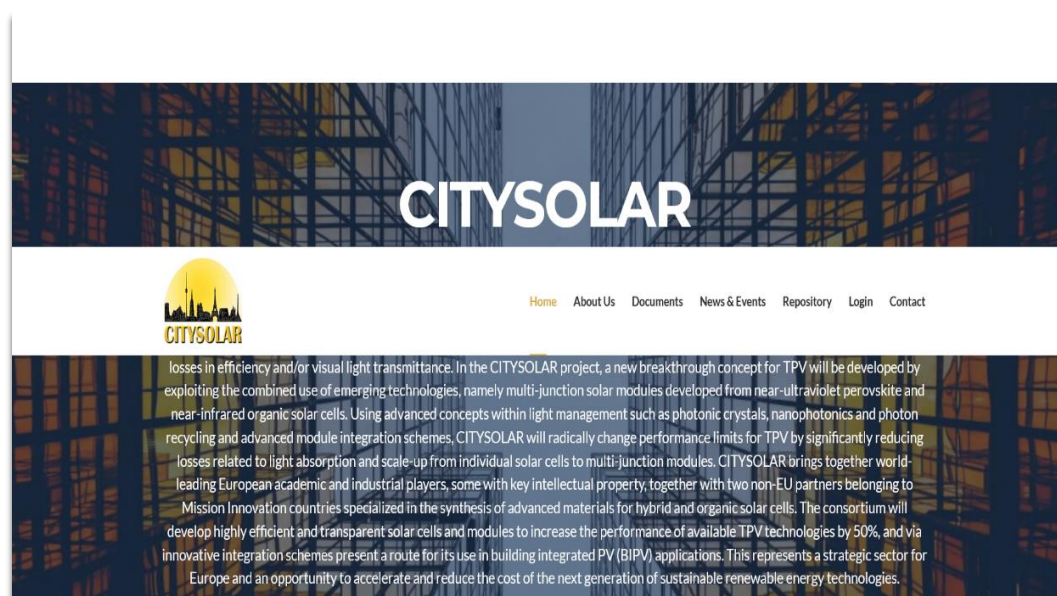 CITYSOLAR
CITYSOLAR
Home About Us Documents News & Events Repository Login Contact
losses in efficiency and/or visual light transmittance. In the CITYSOLAR project, a new breakthrough concept for TPV will be developed by
exploiting the combined use of emerging technologies, namely multi-junction solar modules developed from near-ultraviolet perovskite and
near-infrared organic solar cells. Using advanced concepts within light management such as photonic crystals, nanophotonics and photon
recycling and advanced module integration schemes, CITYSOLAR will radically change performance limits for TPV by significantly reducing
losses related to light absorption and scale-up from individual solar cells to multi-junction modules. CITYSOLAR brings together world-
leading European academic and industrial players, some with key intellectual property, together with two non-EU partners belonging to
Mission Innovation countries specialized in the synthesis of advanced materials for hybrid and organic solar cells. The consortium will
develop highly efficient and transparent solar cells and modules to increase the performance of available TPV technologies by 50%, and via
innovative integration schemes present a route for its use in building integrated PV (BIPV) applications. This represents a strategic sector for
Europe and an opportunity to accelerate and reduce the cost of the next generation of sustainable renewable energy technologies.